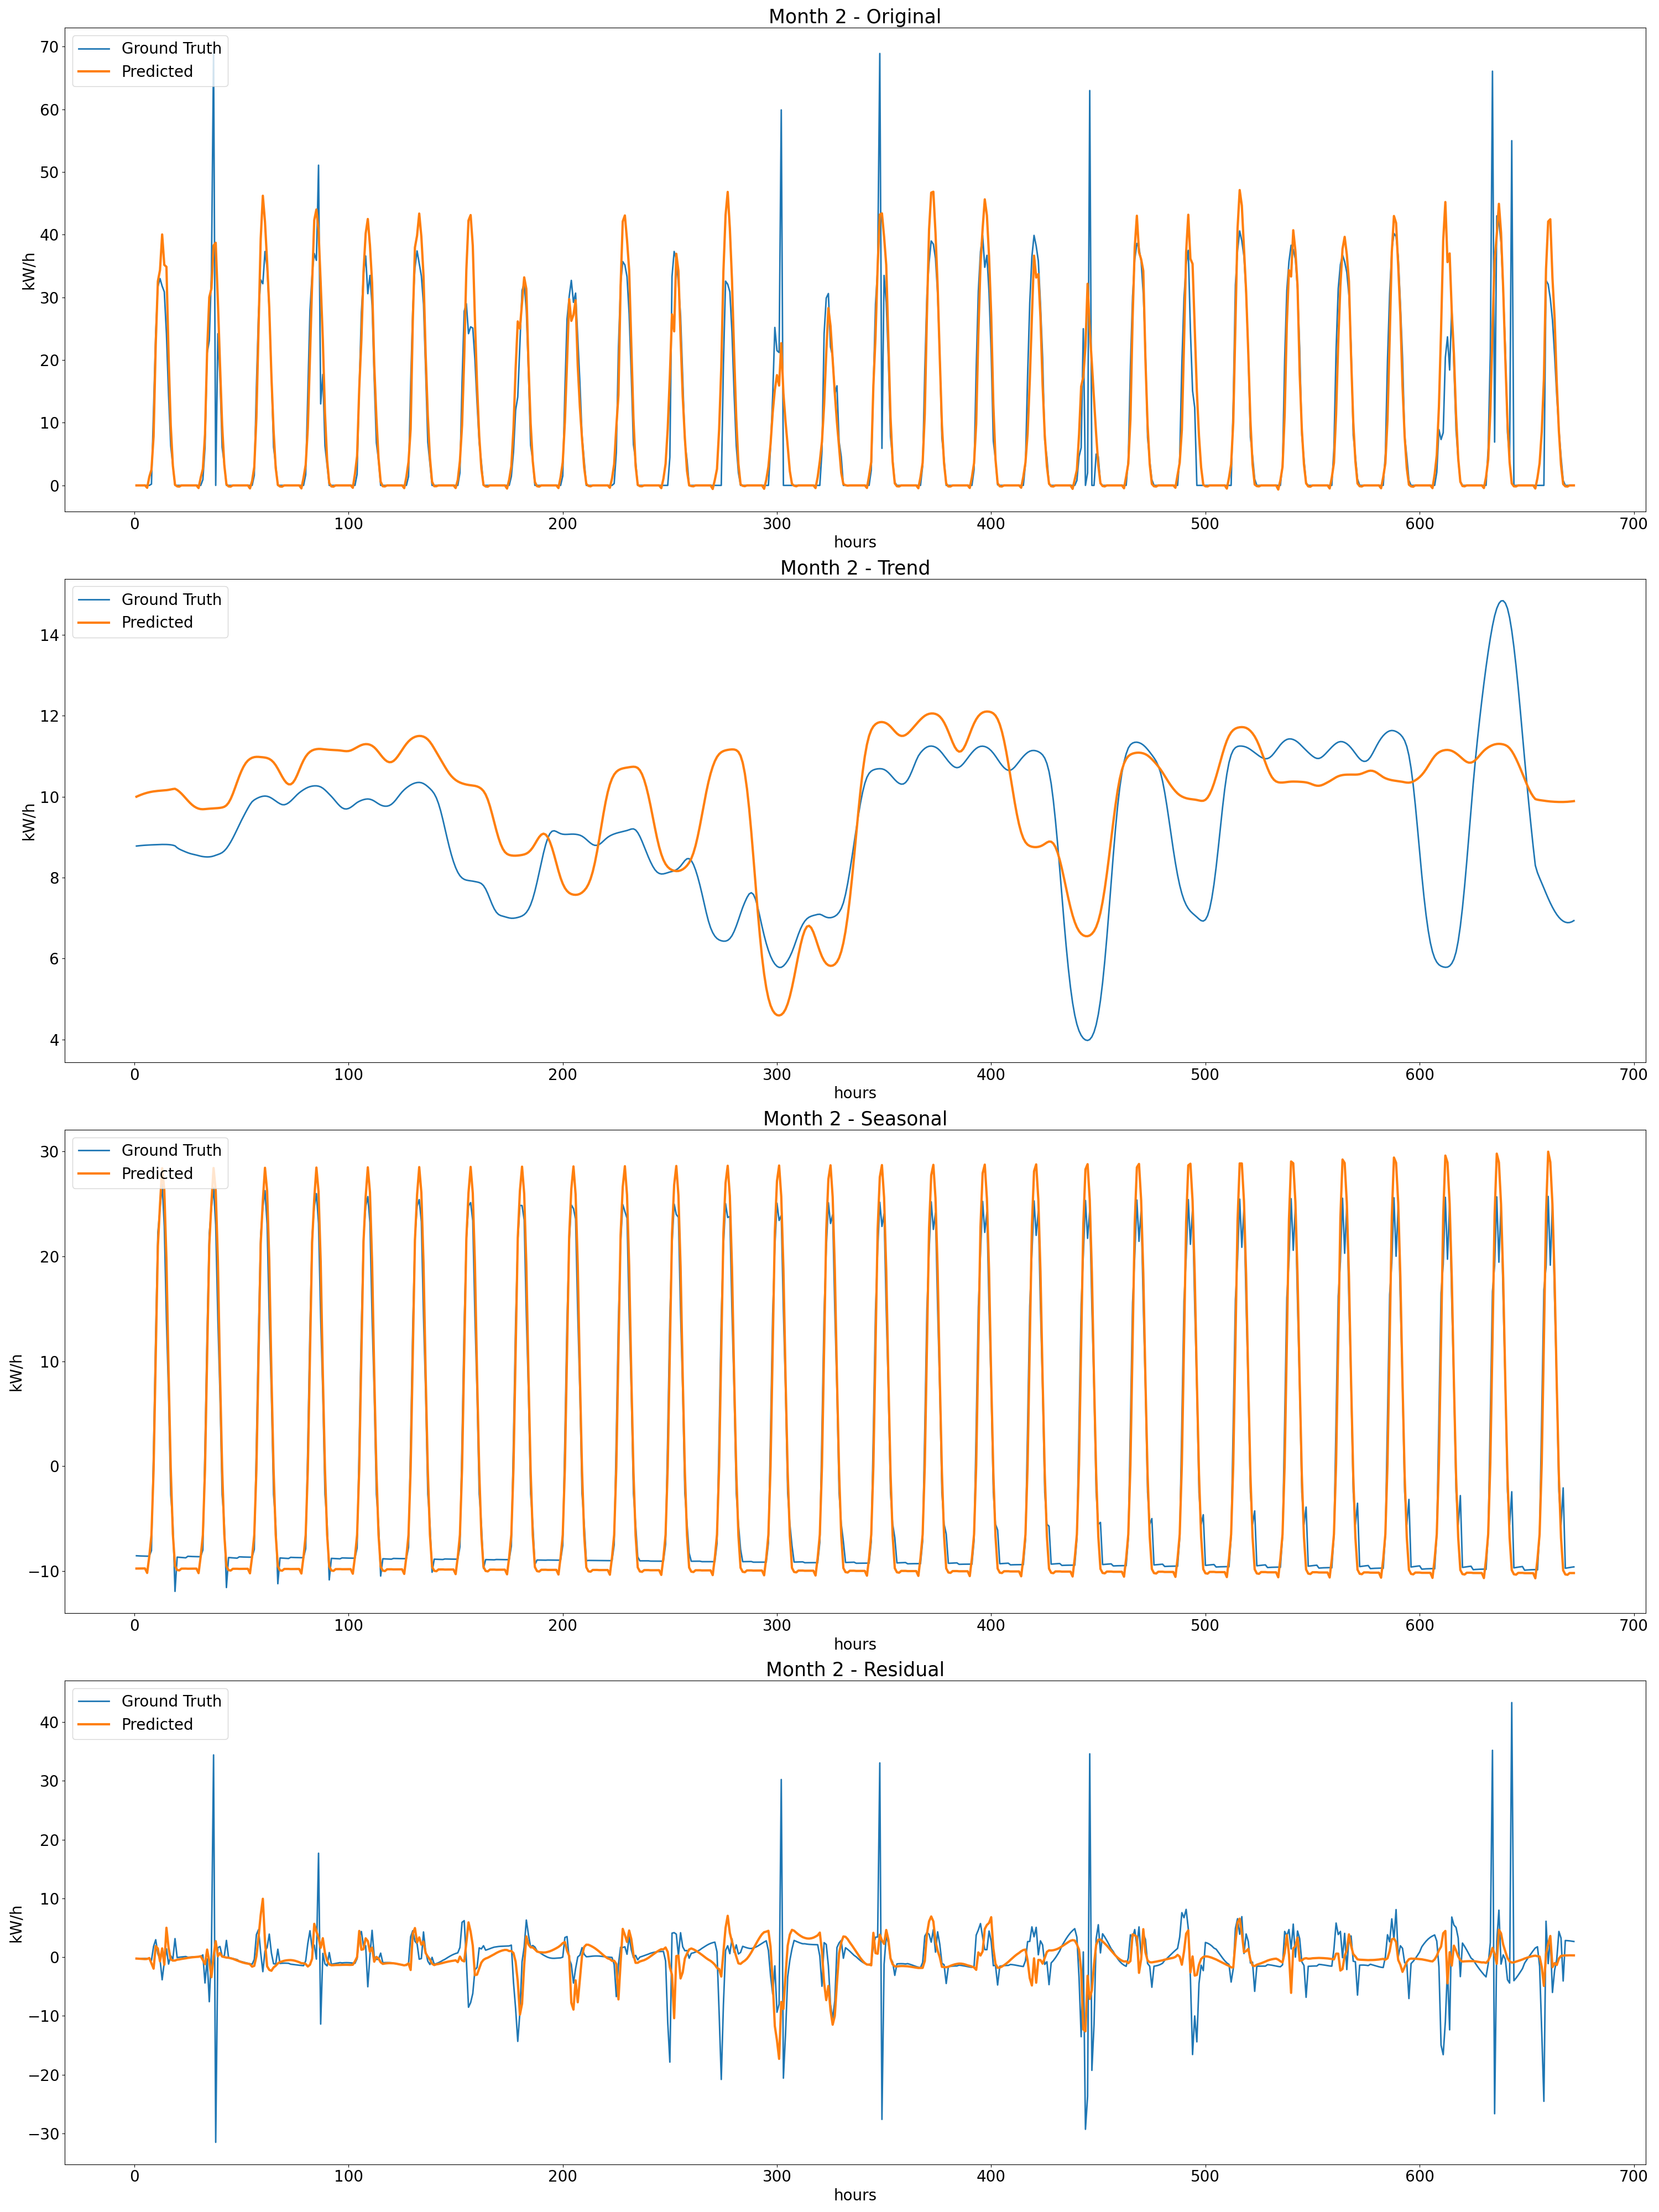 Month 2 - Original
Ground Truth
Predicted
kW/h
70
60
50
40
30
20
10
0
0 100 200 300 400 500 600 700
hours
Month 2 - Trend
Ground Truth
Predicted
kW/h
14
12
10
8
6
4
0 100 200 300 400 500 600 700
hours
Month 2 - Seasonal
Ground Truth
Predicted
kW/h
30
20
10
0
−10
0 100 200 300 400 500 600 700
hours
Month 2 - Residual
Ground Truth
Predicted
kW/h
40
30
20
10
0
−10
−20
−30
0 100 200 300 400 500 600 700
hours